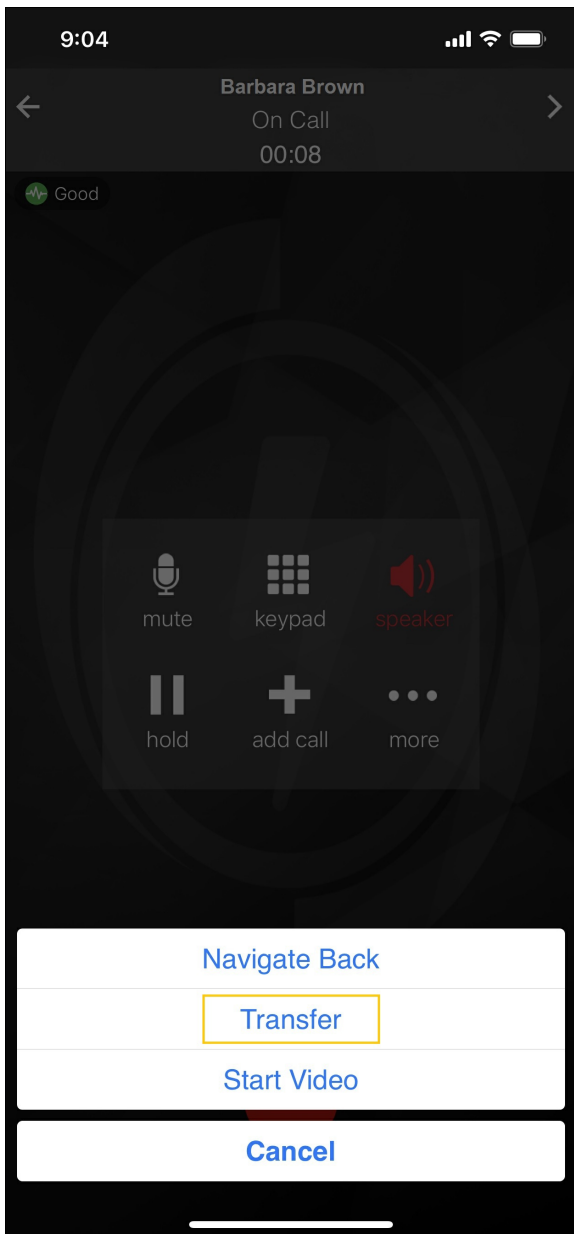 9:04
Barbara Brown
On Call
00:08
Good
mute keypad speaker
hold add call more
Navigate Back
Transfer
Start Video
Cancel